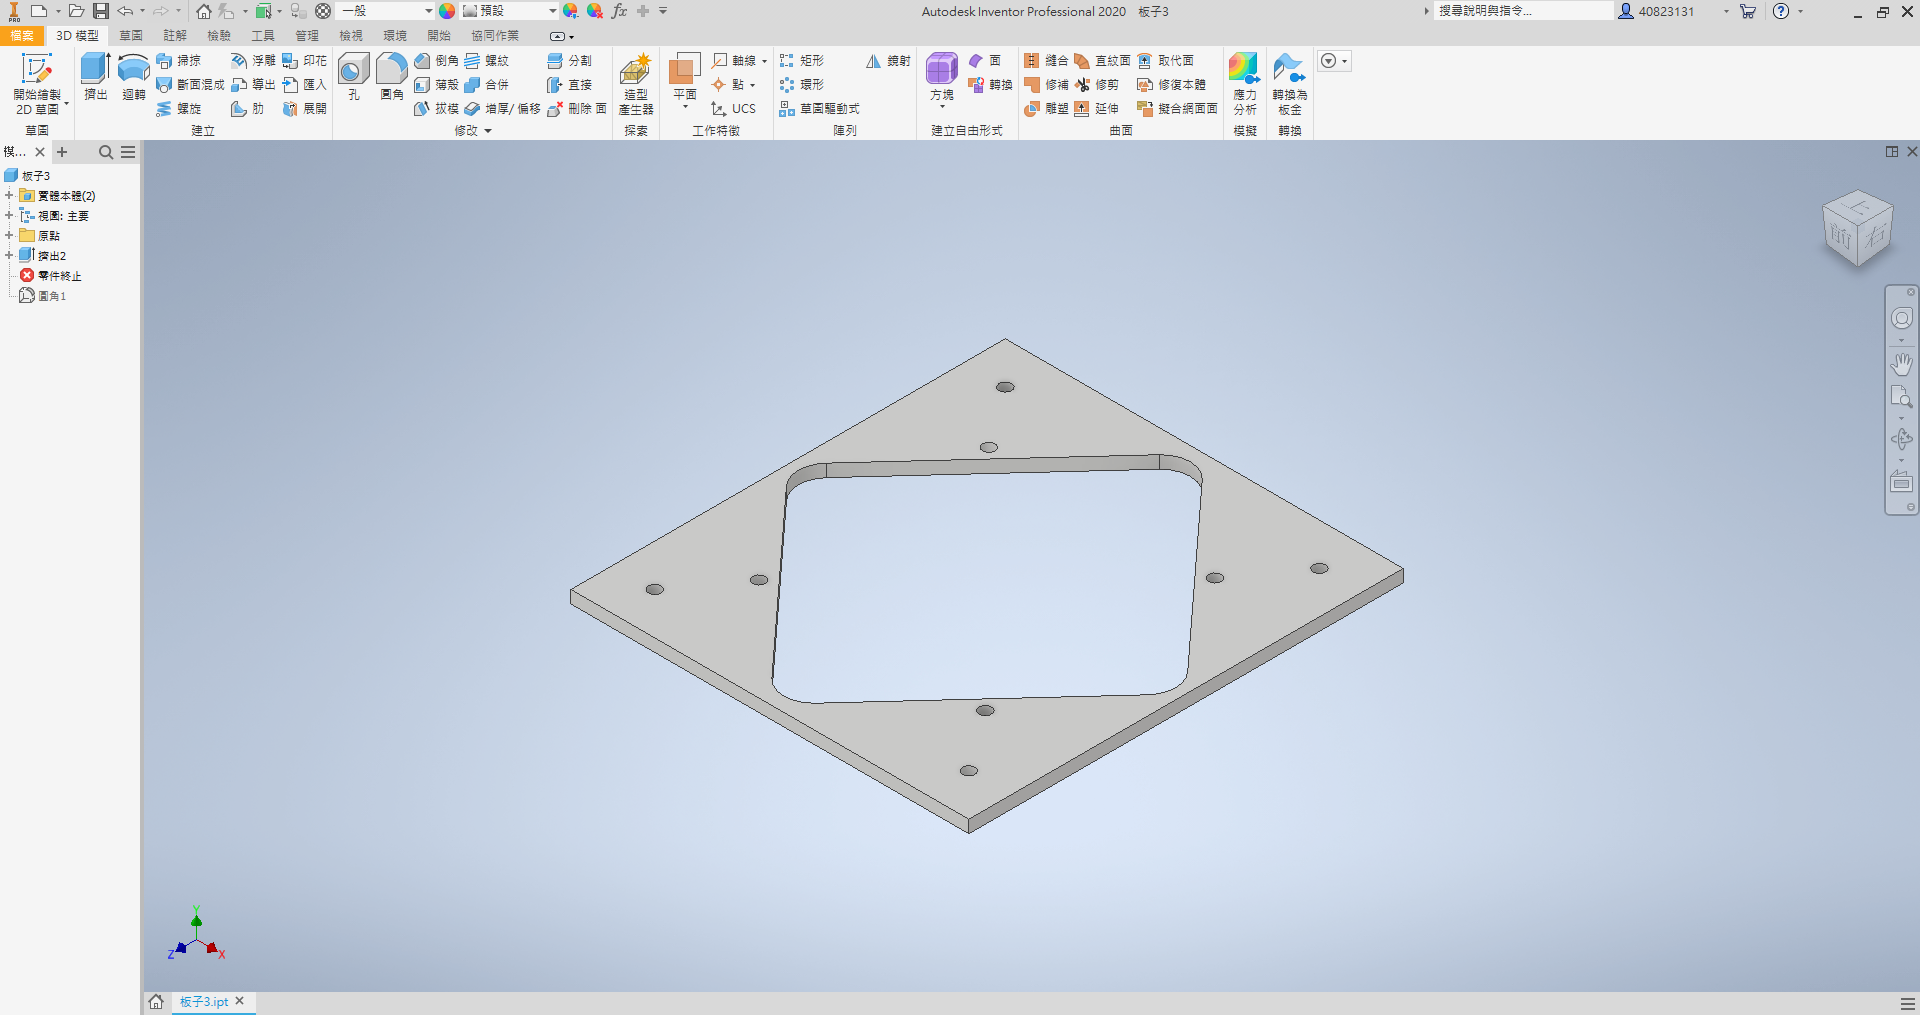 PRO
一般
預設
fx
Autodesk Inventor Professional 2020 板子3
搜尋說明與指令...
40823131
檔案 3D 模型 草圖 註解 檢驗 工具 管理 檢視 環境 開始 協同作業
開始繪製
2D 草圖
草圖
擠出 迴轉
掃掠 浮雕 印花
斷面混成 導出 匯入
螺旋 肋 展開
建立
孔 圓角
倒角 螺紋 分割
薄殼 合併 直接
拔模 增厚/ 偏移 刪除 面
修改
造型
產生器
探索
平面
軸線
點
UCS
工作特徵
矩形 鏡射
環形
草圖驅動式
陣列
方塊
面
轉換
建立自由形式
縫合 直紋面 取代面
修補 修剪 修復本體
雕塑 延伸 擬合網面面
曲面
應力
分析
模擬
轉換為
板金
轉換
模...
板子3
實體本體(2)
視圖: 主要
原點
擠出2
零件終止
圓角1
上
前 右
Y
Z X
板子3.ipt